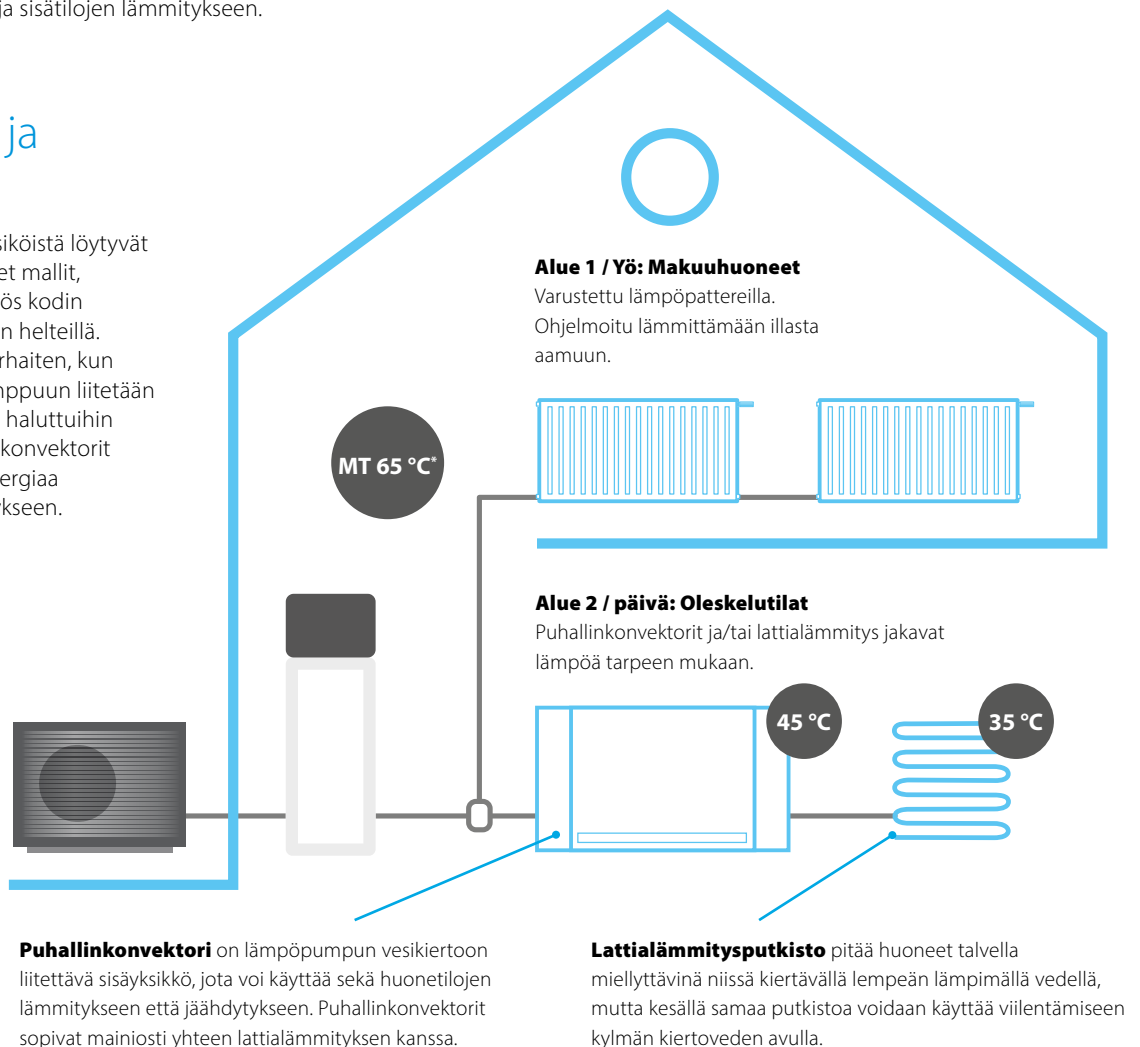 ja sisätilojen lämmitykseen.
ja
siköistä löytyvät
et mallit,
ös kodin
n helteillä.
rhaiten, kun
mppuun liitetään
haluttuihin
konvektorit
ergiaa
ykseen.
Alue 1 / Yö: Makuuhuoneet
Varustettu lämpöpattereilla.
Ohjelmoitu lämmittämään illasta
aamuun.
MT 65 °C*
Alue 2 / päivä: Oleskelutilat
Puhallinkonvektorit ja/tai lattialämmitys jakavat
lämpöä tarpeen mukaan.
45 °C
35 °C
Puhallinkonvektori on lämpöpumpun vesikiertoon
liitettävä sisäyksikkö, jota voi käyttää sekä huonetilojen
lämmitykseen että jäähdytykseen. Puhallinkonvektorit
sopivat mainiosti yhteen lattialämmityksen kanssa.
Lattialämmitysputkisto pitää huoneet talvella
miellyttävinä niissä kiertävällä lempeän lämpimällä vedellä,
mutta kesällä samaa putkistoa voidaan käyttää viilentämiseen
kylmän kiertoveden avulla.